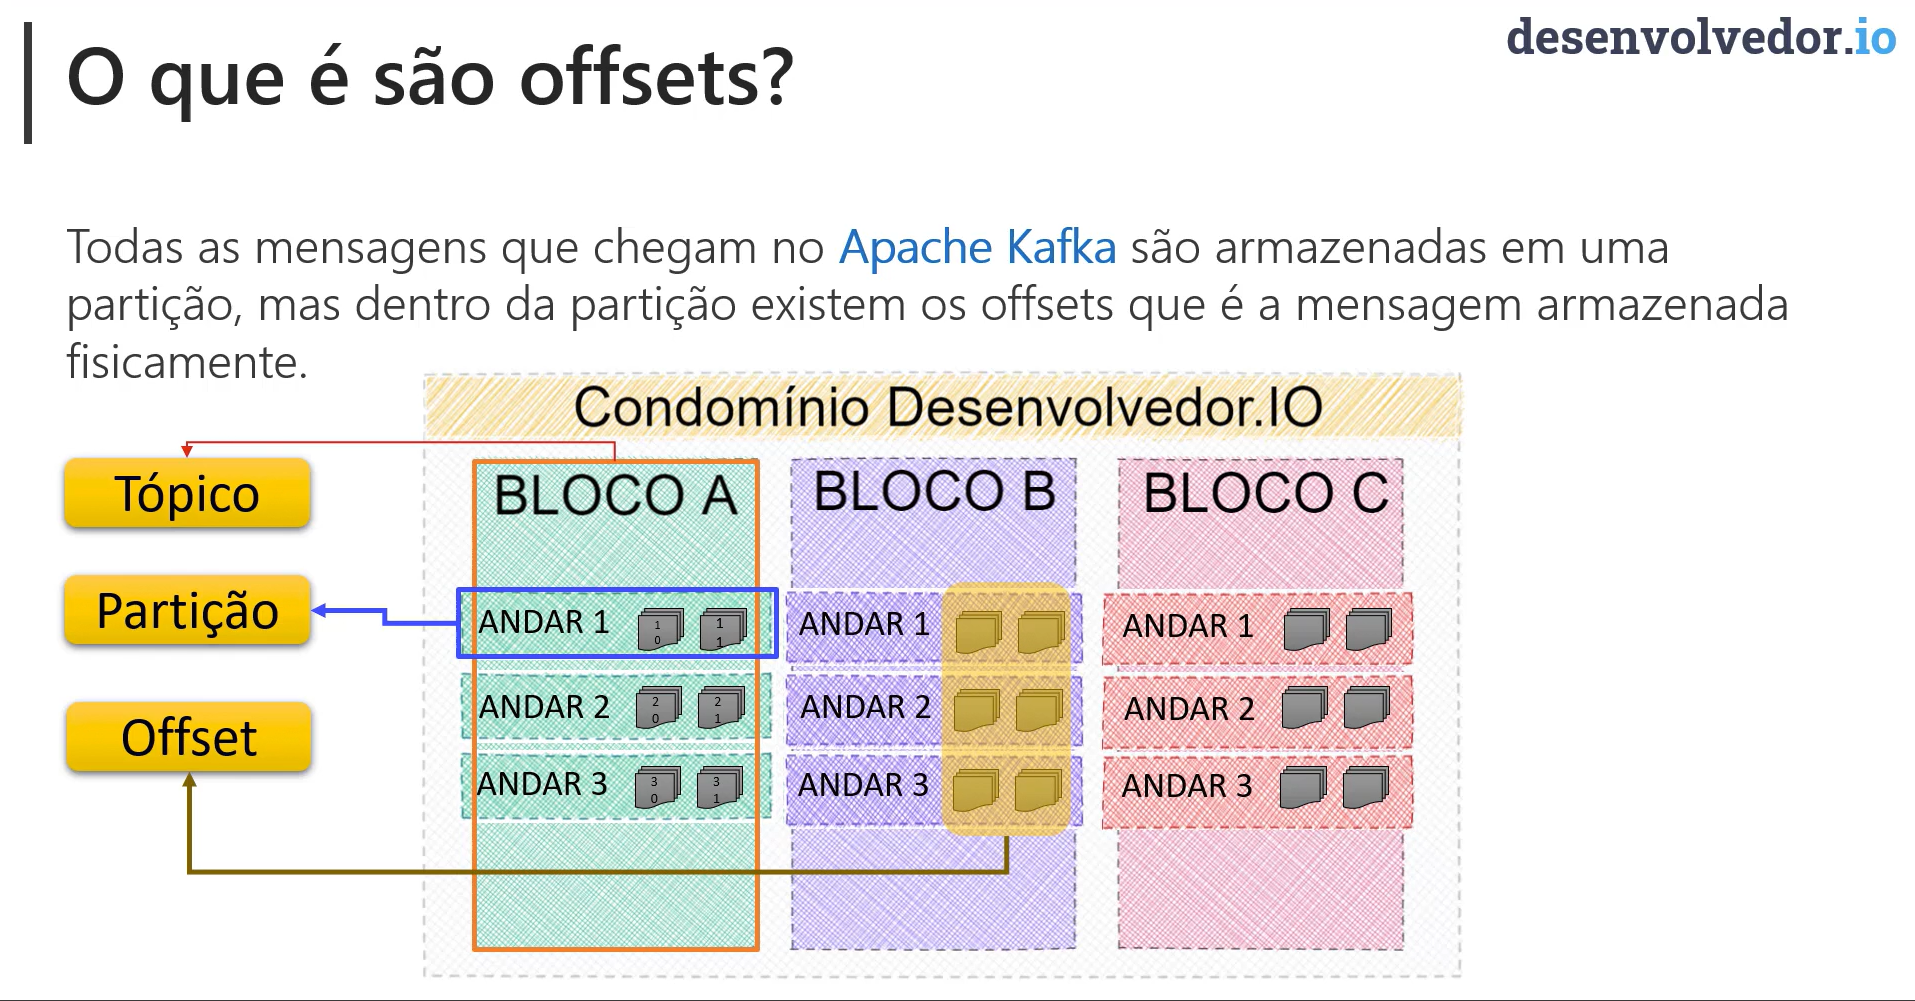 desenvolvedor.io
O que é são offsets?
Todas as mensagens que chegam no Apache Kafka são armazenadas em uma
partição, mas dentro da partição existem os offsets que é a mensagem armazenada
fisicamente.
Condomínio Desenvolvedor.IO
Tópico
Partição
Offset
BLOCO A
ANDAR 1
1
0
1
1
ANDAR 2
2
0
2
1
ANDAR 3
3
0
3
1
BLOCO B
ANDAR 1
ANDAR 2
ANDAR 3
BLOCO C
ANDAR 1
ANDAR 2
ANDAR 3